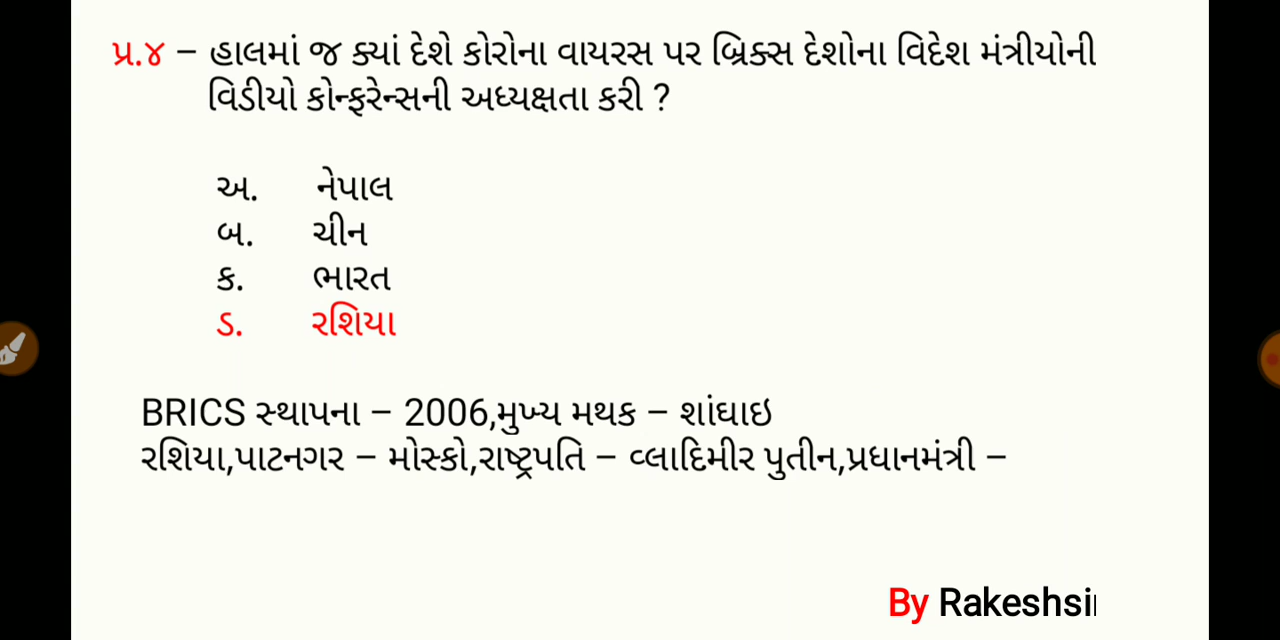 પ્ર.૪ – હાલમાં જ ક્યાં દેશે કોરોના વાયરસ પર બ્રિક્સ દેશોના વિદેશ મંત્રીયોની
વિડીયો કોન્ફરેન્સની અધ્યક્ષતા કરી ?
અ. નેપાલ
બ. ચીન
ક. ભારત
ડ. રશિયા
BRICS સ્થાપના – 2006,મુખ્ય મથક – શાંઘાઇ
રશિયા,પાટનગર – મોસ્કો,રાષ્ટ્રપતિ – વ્લાદિમીર પુતીન,પ્રધાનમંત્રી –
By Rakeshsi